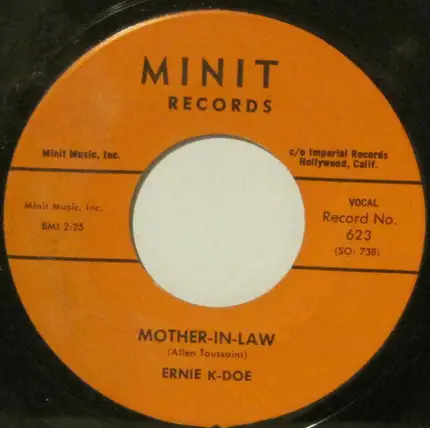 MINIT
RECORDS
Minit Music, Inc.
c/o Imperial Records
Hollywood, Calif.
Minit Music, Inc.
BMI 2:25
VOCAL
Record No.
623
(SO: 738)
MOTHER-IN-LAW
(Allen Toussaint)
ERNIE K-DOE